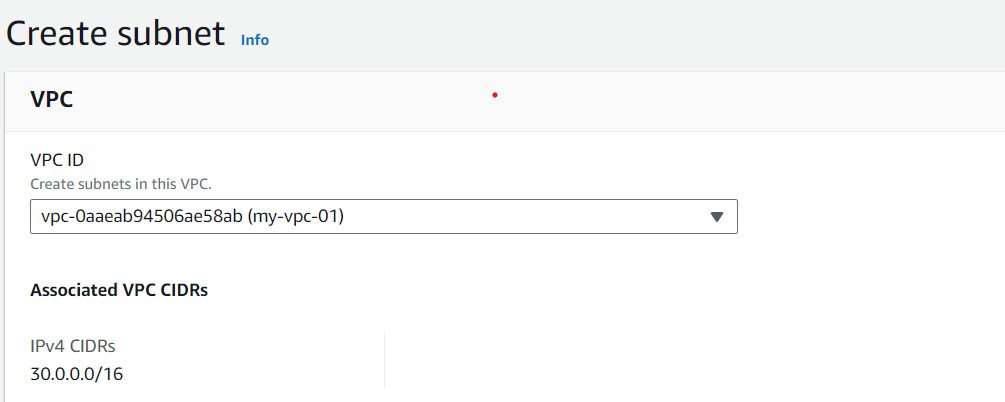 Create subnet Info
VPC
VPC ID
Create subnets in this VPC.
vpc-0aaeab94506ae58ab (my-vpc-01)
Associated VPC CIDRs
IPv4 CIDRs
30.0.0.0/16